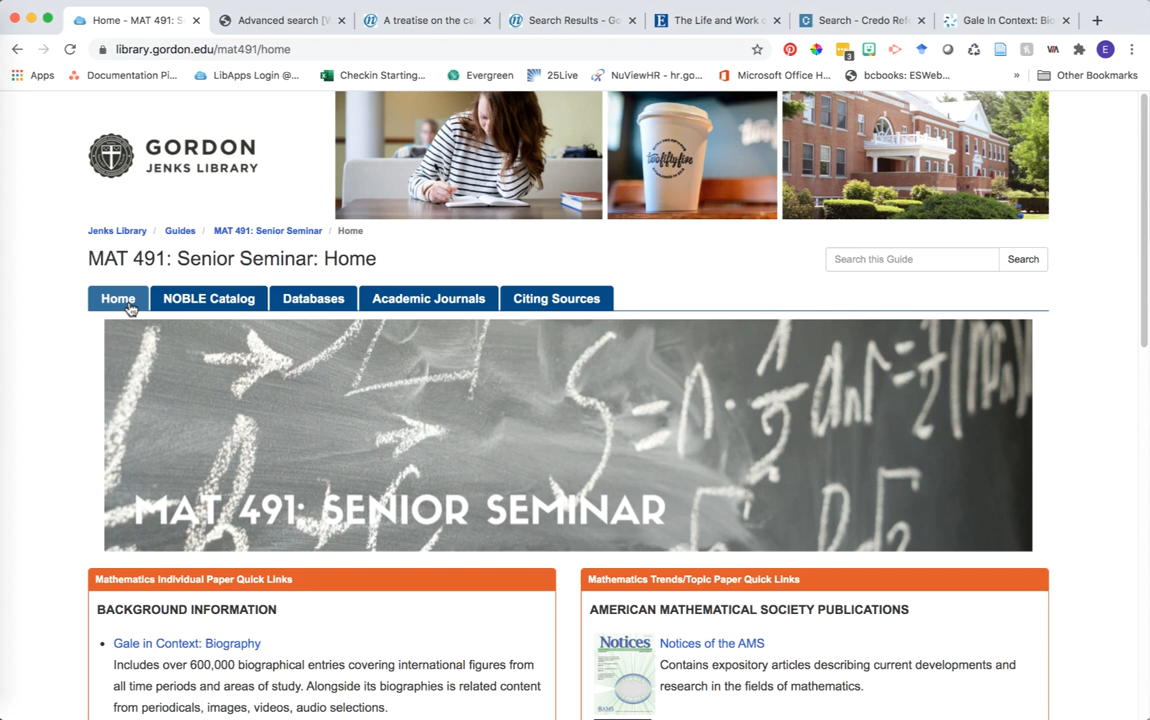 Home - MAT 491: S
Advanced search [
A treatise on the ca
Search Results - Go
The Life and Work o
Search - Credo Refe
Gale In Context: Bio
library.gordon.edu/mat491/home
3
VIA
E
Apps
Documentation Pi...
LibApps Login @...
Checkin Starting...
Evergreen
25Live
NuViewHR - hr.go...
Microsoft Office H...
bcbooks: ESWeb...
»
Other Bookmarks
GORDON
JENKS LIBRARY
twofiftyfive
Jenks Library / Guides / MAT 491: Senior Seminar / Home
MAT 491: Senior Seminar: Home
Search this Guide
Search
Home
NOBLE Catalog
Databases
Academic Journals
Citing Sources
MAT 491: SENIOR SEMINAR
Mathematics Individual Paper Quick Links
BACKGROUND INFORMATION
• Gale in Context: Biography
Includes over 600,000 biographical entries covering international figures from
all time periods and areas of study. Alongside its biographies is related content
from periodicals, images, videos, audio selections.
Mathematics Trends/Topic Paper Quick Links
AMERICAN MATHEMATICAL SOCIETY PUBLICATIONS
Notices
Notices of the AMS
Contains expository articles describing current developments and
research in the fields of mathematics.